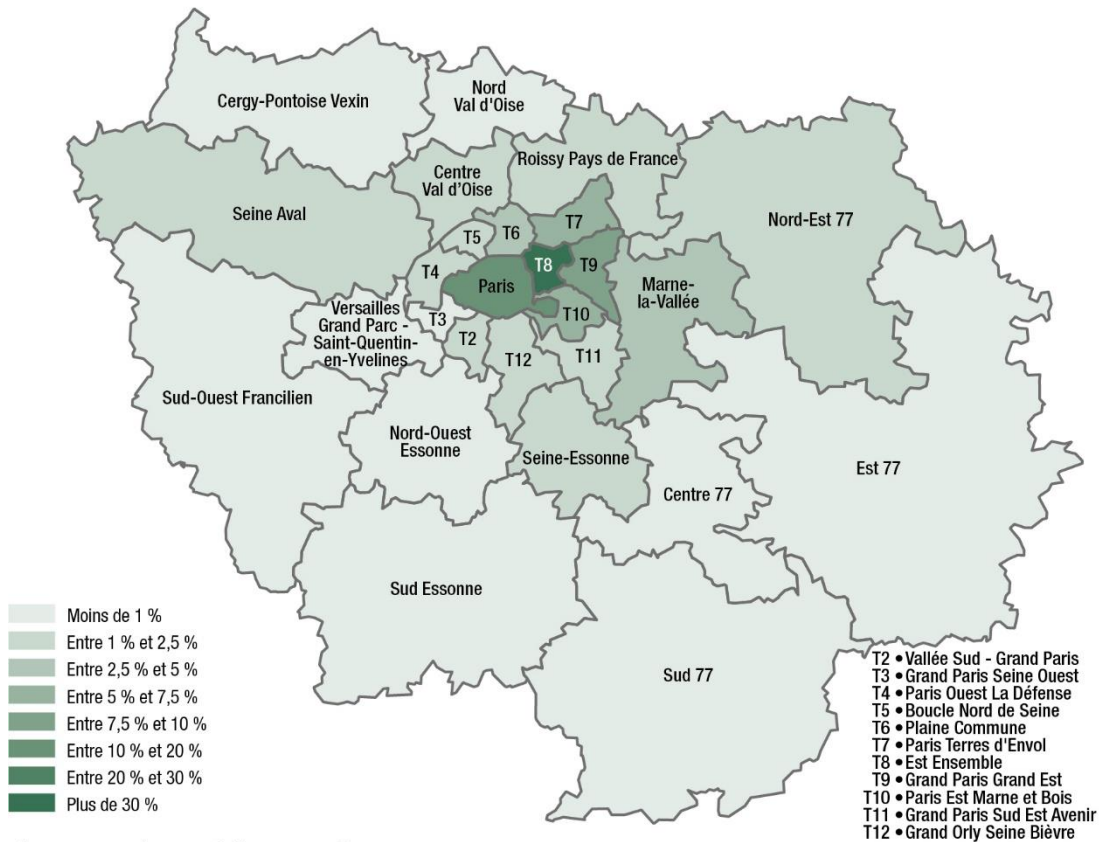 Cergy-Pontoise Vexin
Nord
Val d'Oise
Roissy Pays de France
Centre
Val d’Oise
Seine Aval
Nord-Est 77
T7
T5
T6
T4
T8
T9
Paris
Marne-
la-Vallée
Versailles
Grand Parc -
Saint-Quentin-
en-Yvelines
T3
T10
T2
T12
T11
Sud-Ouest Francilien
Nord-Ouest
Essonne
Seine-Essonne
Est 77
Centre 77
Sud Essonne
Sud 77
Moins de 1 %
Entre 1 % et 2,5 %
Entre 2,5 % et 5 %
Entre 5 % et 7,5 %
Entre 7,5 % et 10 %
Entre 10 % et 20 %
Entre 20 % et 30 %
Plus de 30 %
T2 • Vallée Sud - Grand Paris
T3 • Grand Paris Seine Ouest
T4 • Paris Ouest La Défense
T5 • Boucle Nord de Seine
T6 • Plaine Commune
T7 • Paris Terres d'Envol
T8 • Est Ensemble
T9 • Grand Paris Grand Est
T10 • Paris Est Marne et Bois
T11 • Grand Paris Sud Est Avenir
T12 • Grand Orly Seine Bièvre